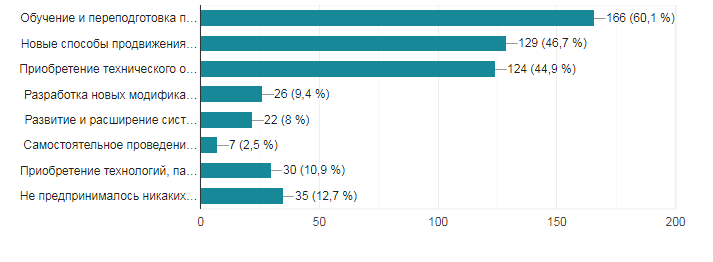 Обучение и переподготовка п... 166 (60,1 %)
Новые способы продвижения... 129 (46,7 %)
Приобретение технического о... 124 (44,9 %)
Разработка новых модифика... 26 (9,4 %)
Развитие и расширение сист... 22 (8 %)
Самостоятельное проведени... 7 (2,5 %)
Приобретение технологий, па... 30 (10,9 %)
Не предпринималось никаких... 35 (12,7 %)
0 50 100 150 200